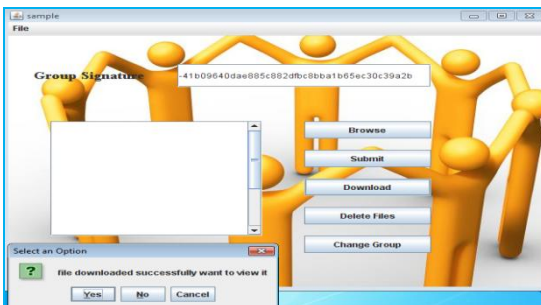 sample
File
Group Signature
-41b09640dae885c882dfbc8bba1b65ec30c39a2b
Browse
Submit
Download
Delete Files
Change Group
Select an Option
?
file downloaded successfully want to view it
Yes
No
Cancel